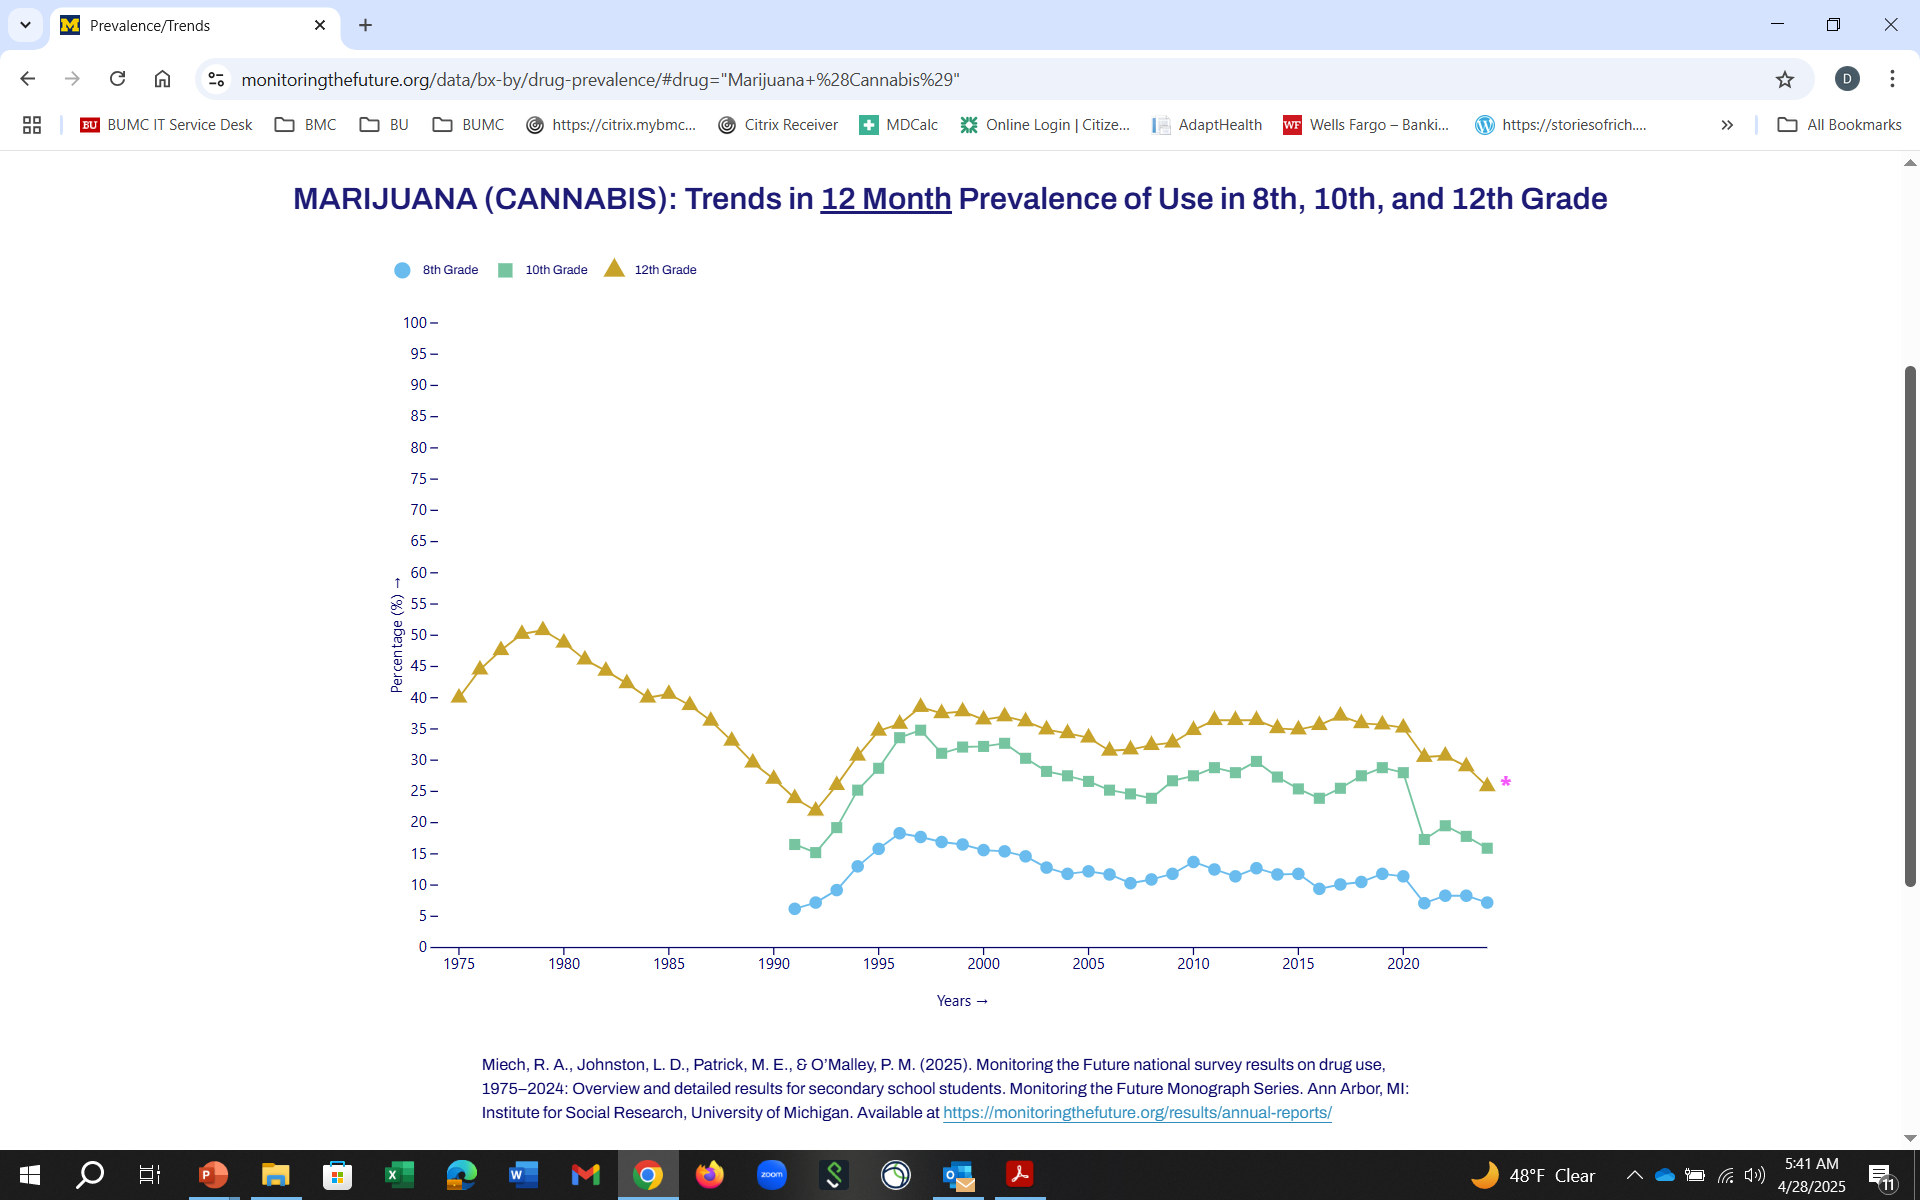 Prevalence/Trends
monitoringthefuture.org/data/bx-by/drug-prevalence/#drug="Marijuana+%28Cannabis%29"
D
BU BUMC IT Service Desk BMC BU BUMC https://citrix.mybmc... Citrix Receiver MDCalc Online Login | Citize... AdaptHealth WF Wells Fargo – Banki... https://storiesofrich.... » All Bookmarks
MARIJUANA (CANNABIS): Trends in 12 Month Prevalence of Use in 8th, 10th, and 12th Grade
8th Grade 10th Grade 12th Grade
100
95
90
85
80
75
70
65
60
55
50
45
40
35
30
25
20
15
10
5
0
Percentage (%) →
*
1975 1980 1985 1990 1995 2000 2005 2010 2015 2020
Years →
Miech, R. A., Johnston, L. D., Patrick, M. E., & O’Malley, P. M. (2025). Monitoring the Future national survey results on drug use,
1975–2024: Overview and detailed results for secondary school students. Monitoring the Future Monograph Series. Ann Arbor, MI:
Institute for Social Research, University of Michigan. Available at https://monitoringthefuture.org/results/annual-reports/
zoom
48°F Clear
5:41 AM
4/28/2025
11